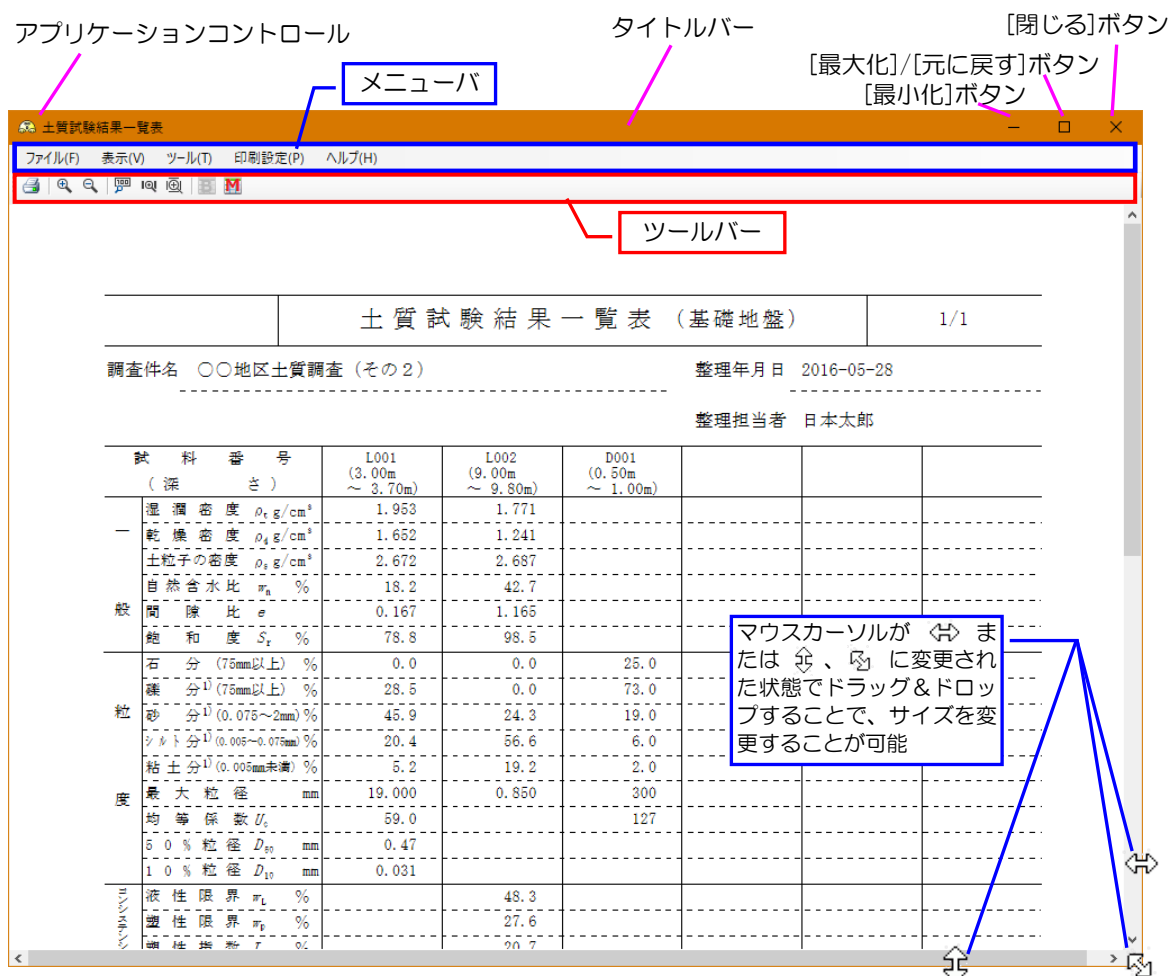 アプリケーションコントロール
タイトルバー
[閉じる]ボタン
[最大化]/[元に戻す]ボタン
[最小化]ボタン
メニューバ
土質試験結果一覧表
ファイル(F) 表示(V) ツール(T) 印刷設定(P) ヘルプ(H)
ツールバー
土質試験結果一覧表（基礎地盤） 1/1
調査件名 〇〇地区土質調査（その２） 整理年月日 2016-05-28
整理担当者 日本太郎
試料番号 L001 L002 D001
（深さ） (3.00m (9.00m (0.50m
～ 3.70m) ～ 9.80m) ～ 1.00m)
一般
湿潤密度 ρt g/cm³ 1.953 1.771
乾燥密度 ρd g/cm³ 1.652 1.241
土粒子の密度 ρs g/cm³ 2.672 2.687
自然含水比 wn % 18.2 42.7
間隙比 e 0.167 1.165
飽和度 Sr % 78.8 98.5
粒度
石分 (75mm以上) % 0.0 0.0 25.0
礫分1) (75mm以上) % 28.5 0.0 73.0
砂分1) (0.075～2mm) % 45.9 24.3 19.0
シルト分1) (0.005～0.075mm) % 20.4 56.6 6.0
粘土分1) (0.005mm未満) % 5.2 19.2 2.0
最大粒径 mm 19.000 0.850 300
均等係数 Uc 59.0 127
５０％粒径 D50 mm 0.47
１０％粒径 D10 mm 0.031
コンシステンシ
液性限界 wL % 48.3
塑性限界 wp % 27.6
塑性指数 I 20.7
マウスカーソルが ま
たは 、 に変更され
た状態でドラッグ＆ドロッ
プすることで、サイズを変
更することが可能